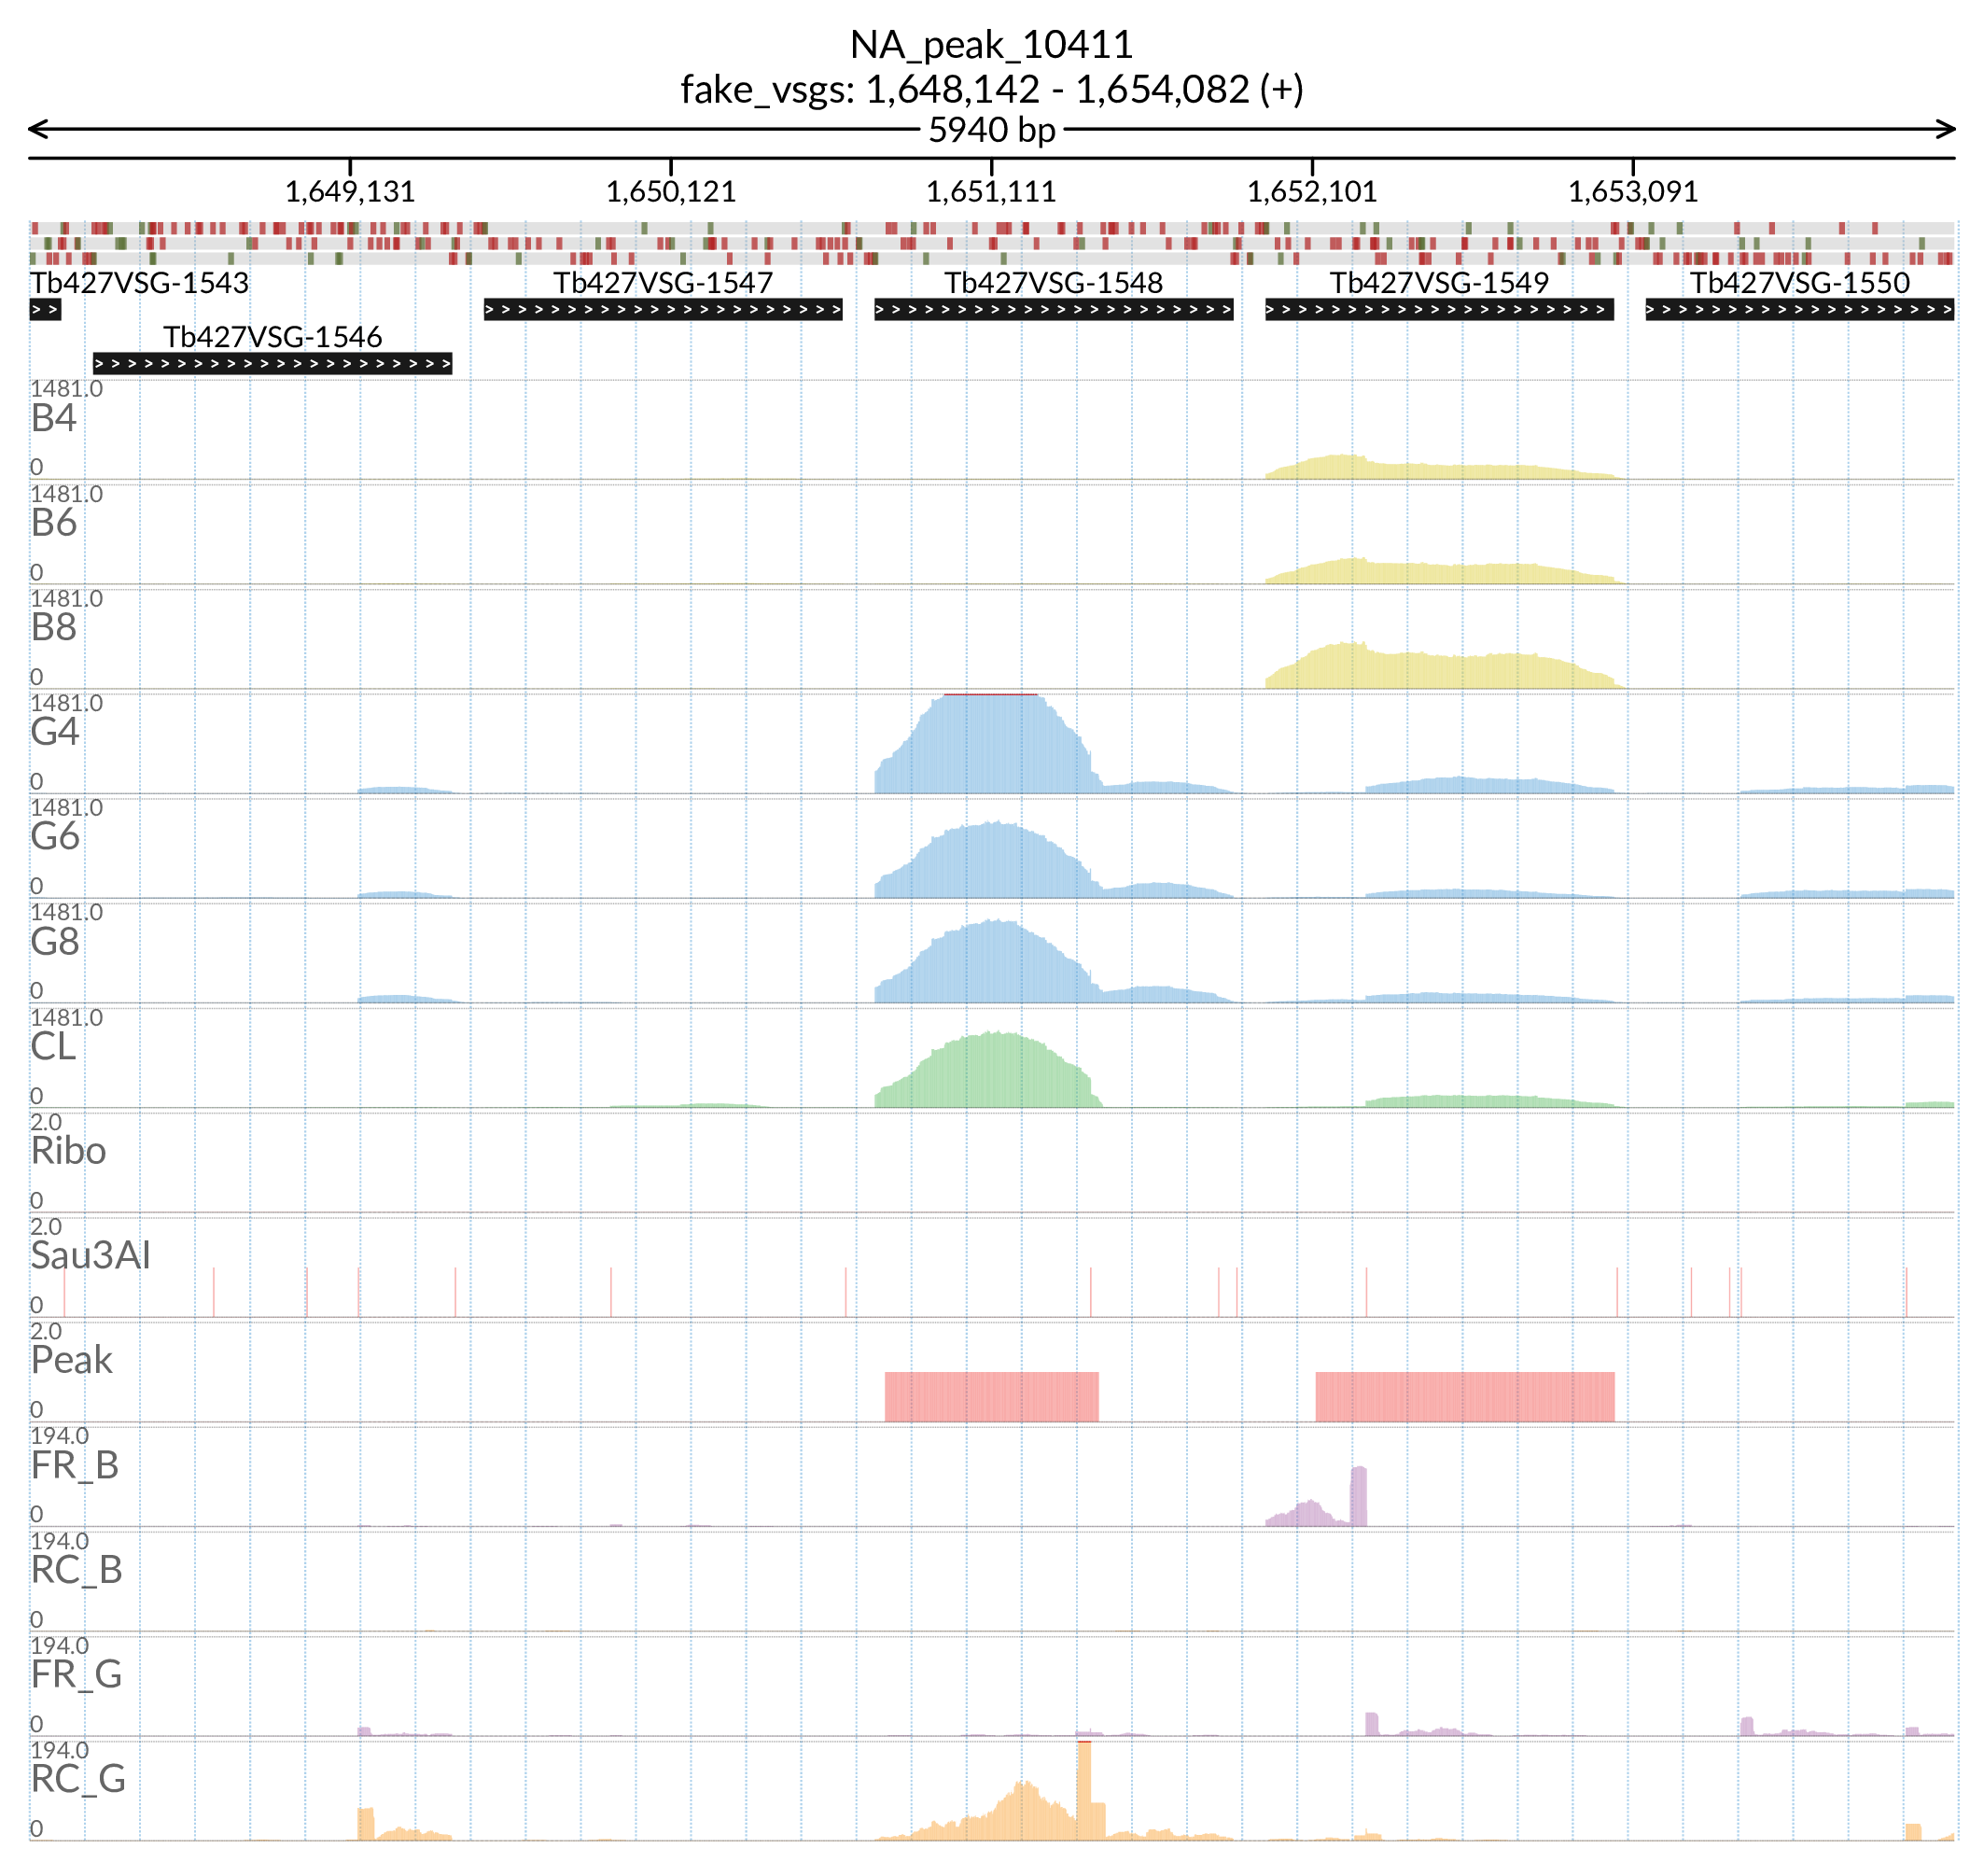 NA_peak_10411
fake_vsgs: 1,648,142 - 1,654,082 (+)
5940 bp
1,649,131 1,650,121 1,651,111 1,652,101 1,653,091
Tb427VSG-1543 Tb427VSG-1547 Tb427VSG-1548 Tb427VSG-1549 Tb427VSG-1550
Tb427VSG-1546
1481.0
B4
0
1481.0
B6
0
1481.0
B8
0
1481.0
G4
0
1481.0
G6
0
1481.0
G8
0
1481.0
CL
0
2.0
Ribo
0
2.0
Sau3AI
0
2.0
Peak
0
194.0
FR_B
0
194.0
RC_B
0
194.0
FR_G
0
194.0
RC_G
0